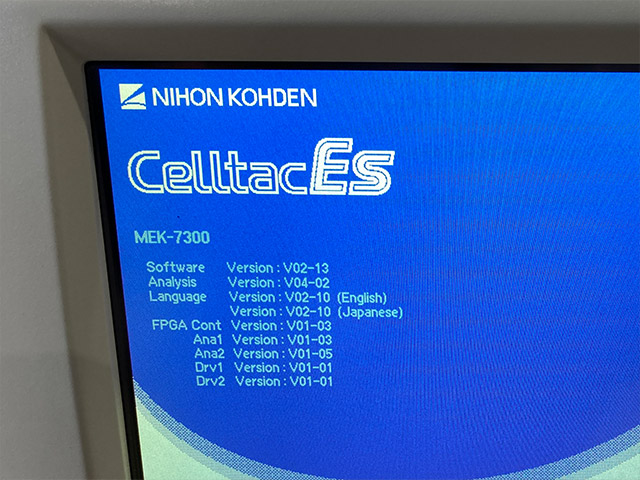 NIHON KOHDEN
Celltac Es
MEK-7300
Software Version : V02-13
Analysis Version : V04-02
Language Version : V02-10 (English)
Version : V02-10 (Japanese)
FPGA Cont Version : V01-03
Ana1 Version : V01-03
Ana2 Version : V01-05
Drv1 Version : V01-01
Drv2 Version : V01-01